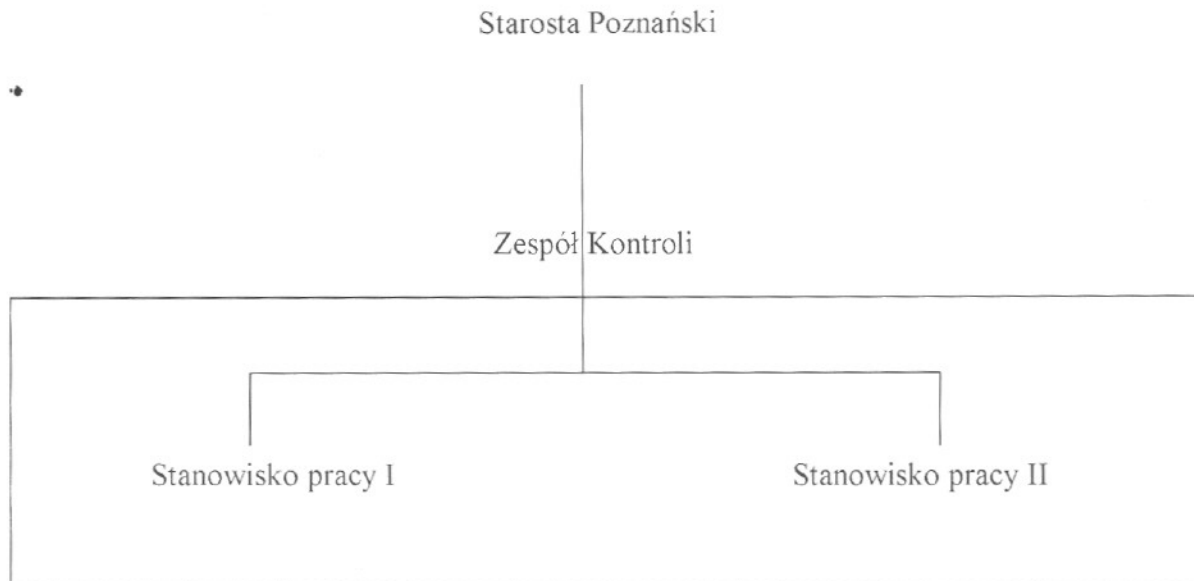 Starosta Poznański
Zespół Kontroli
Stanowisko pracy I
Stanowisko pracy II